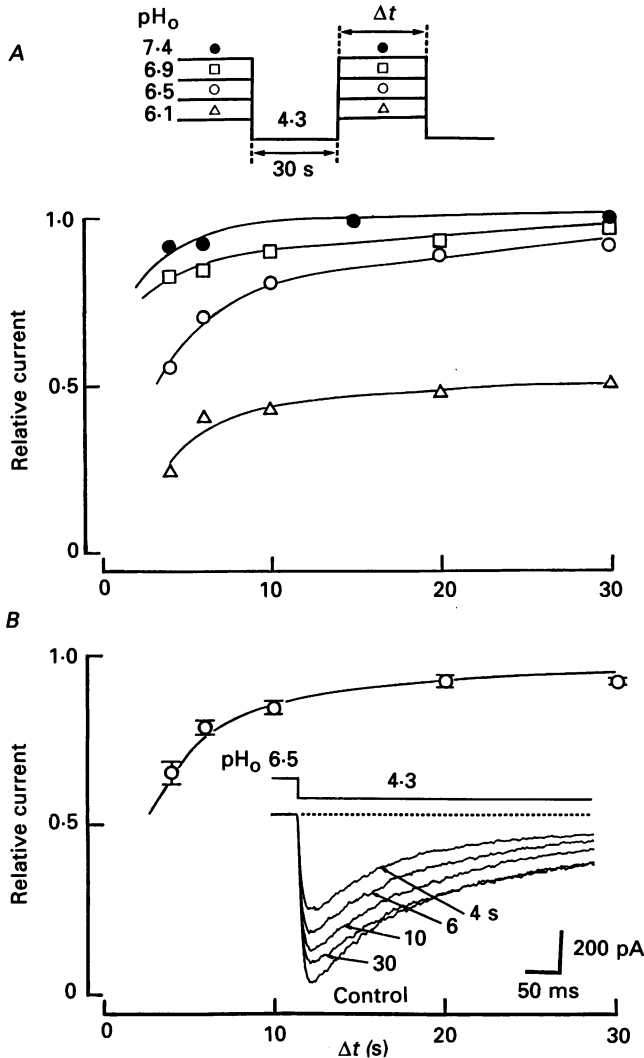 A
pHo
Δt
7·4
6·9
6·5
6·1
4·3
30 s
1·0
0·5
0
Relative current
0 10 20 30
B
1·0
0·5
0
Relative current
pHo 6·5
4·3
4 s
6
10
30
Control
200 pA
50 ms
0 10 20 30
Δt (s)